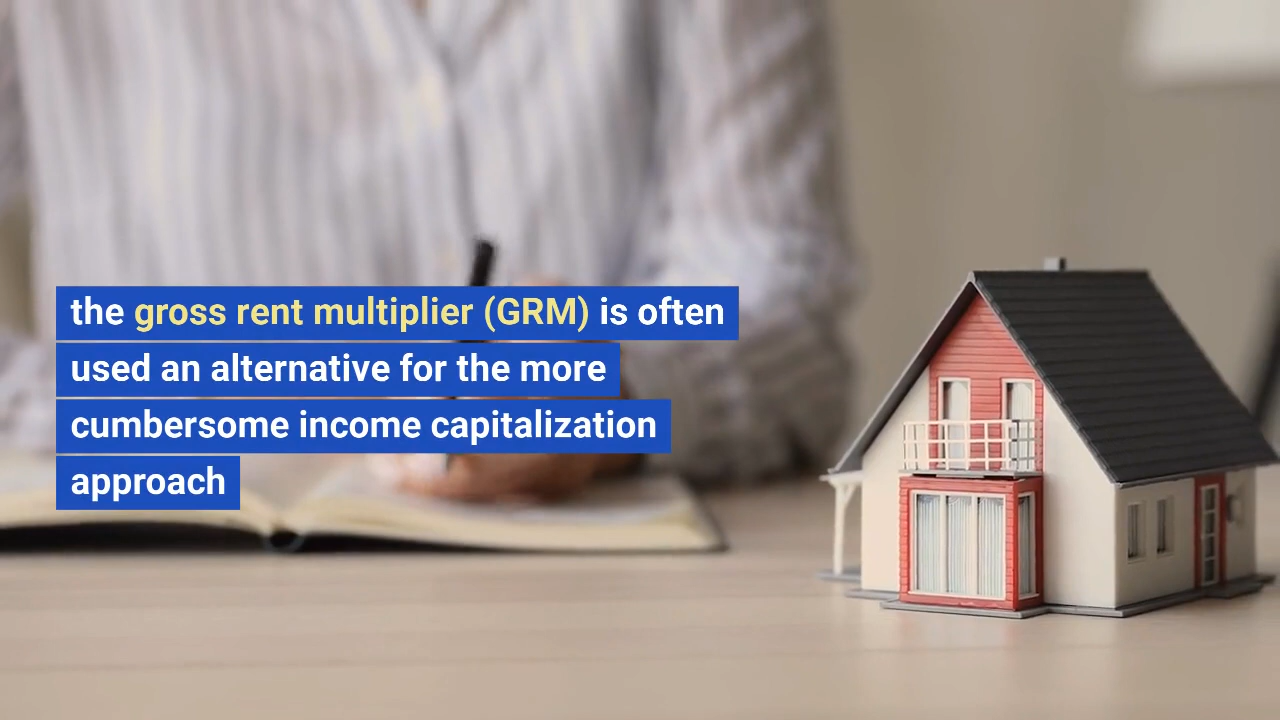 the gross rent multiplier (GRM) is often
used an alternative for the more
cumbersome income capitalization
approach